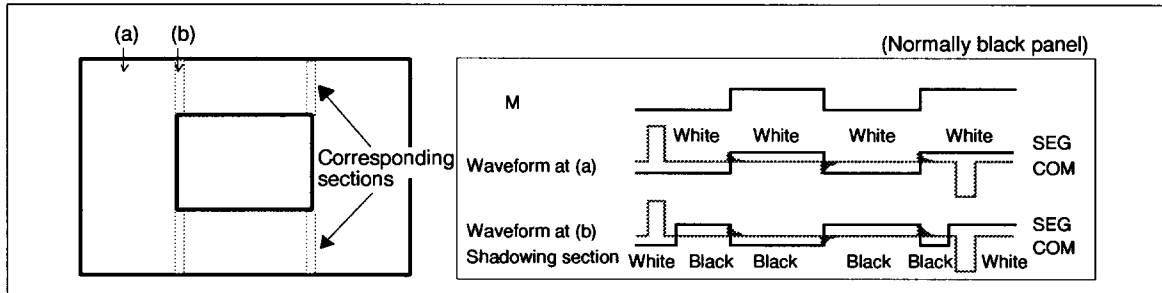 (a) (b)
(Normally black panel)
M
White White White White
SEG
Waveform at (a)
COM
Corresponding
sections
Waveform at (b)
SEG
Shadowing section
COM
White Black Black Black Black White